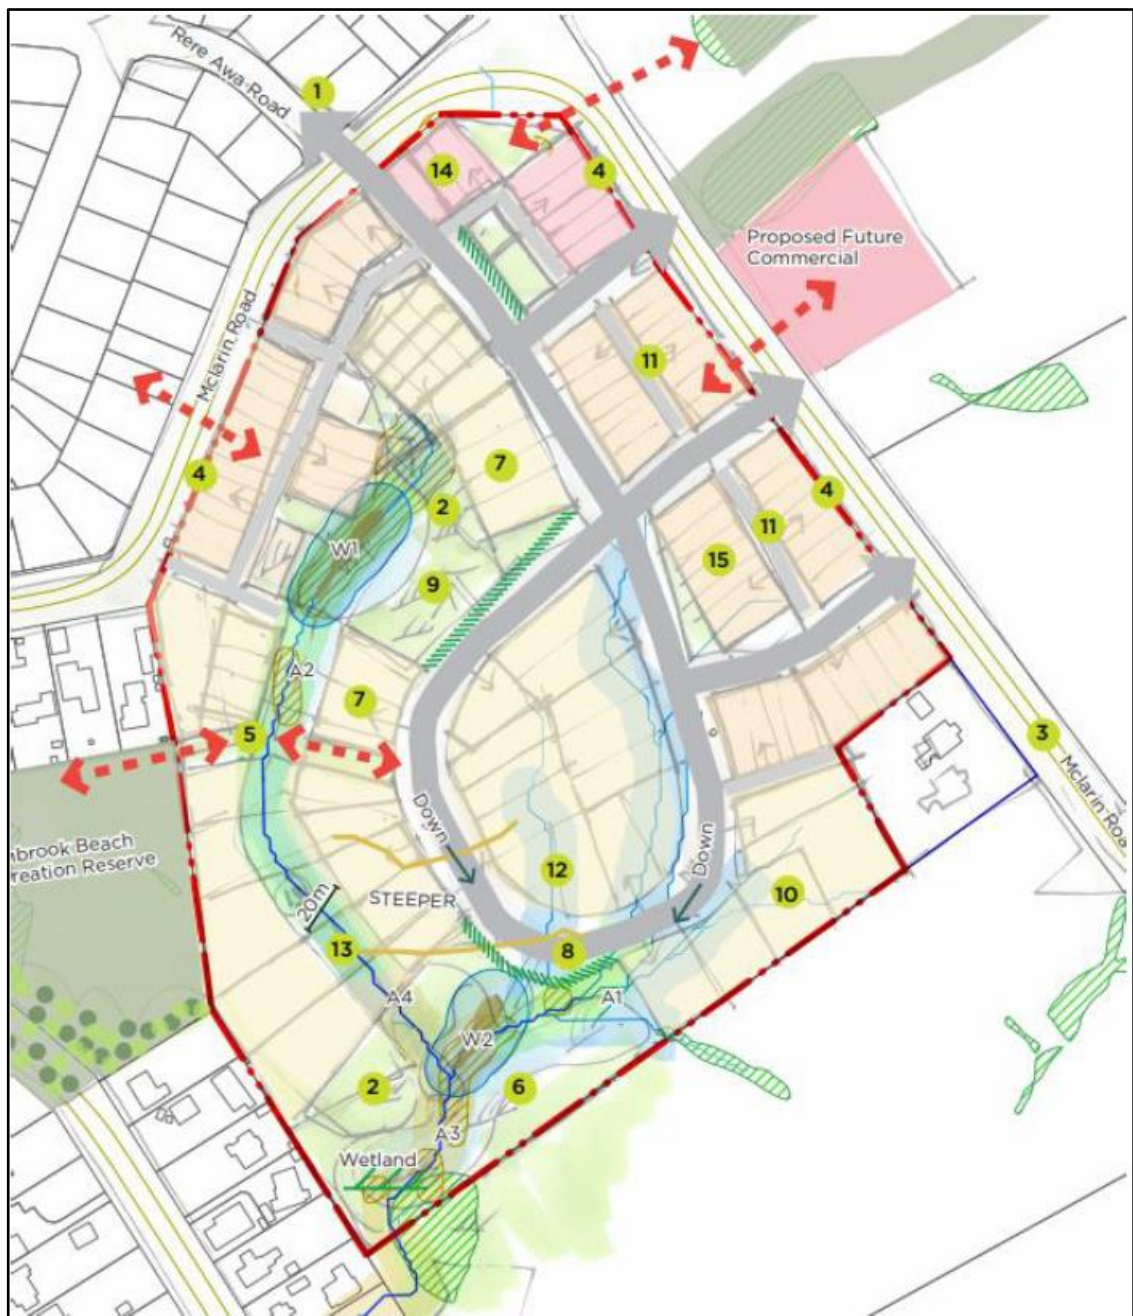 Rere Awa Road
1
14
4
Proposed Future
Commercial
Mclarin Road
11
4
7
2
4
11
W1
15
9
A2
7
5
3
Mclarin Roa
nbrook Beach
reation Reserve
Down
Down
12
10
STEEPER
20m
13
8
A4
A1
W2
2
6
A3
Wetland